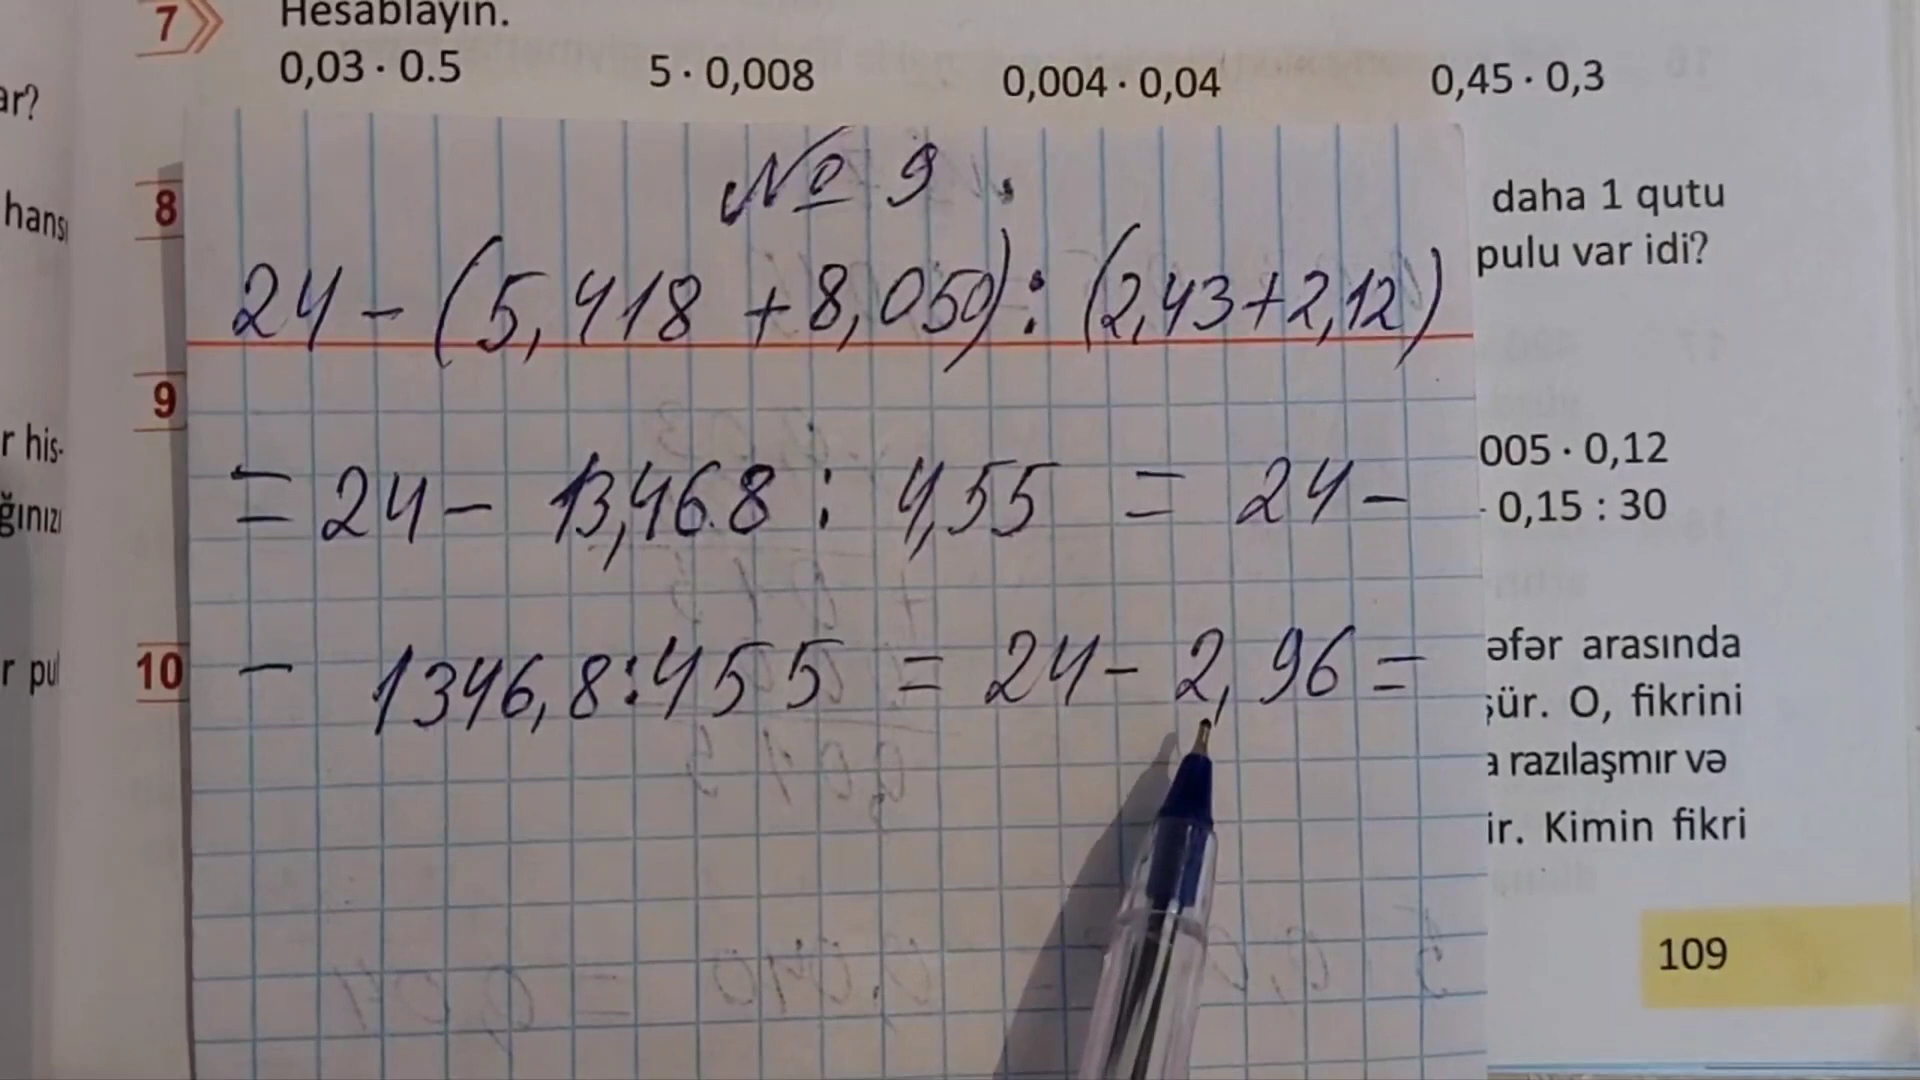 7 Hesablayın.
0,03 · 0.5 5 · 0,008 0,004 · 0,04 0,45 · 0,3
ar?
№ 9.
8 daha 1 qutu
hansı
pulu var idi?
24 - (5,418 + 8,050) : (2,43 + 2,12)
9
r his-
005 · 0,12
= 24 - 13,468 : 4,55 = 24 -
ğınızı
0,15 : 30
əfər arasında
r pul
10
- 1346,8 : 455 = 24 - 2,96 =
şür. O, fikrini
a razılaşmır və
ir. Kimin fikri
109